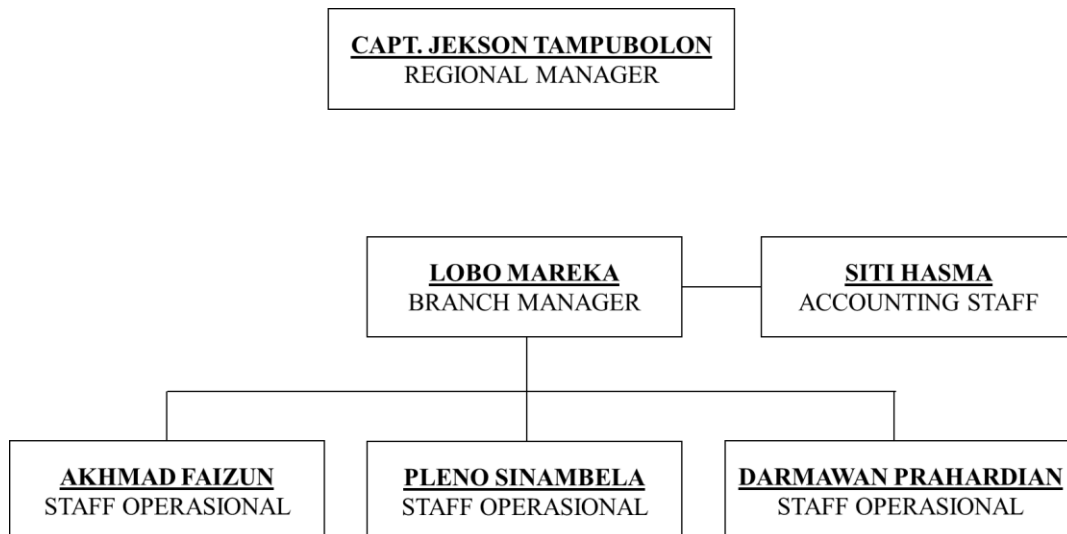 CAPT. JEKSON TAMPUBOLON
REGIONAL MANAGER
LOBO MAREKA
BRANCH MANAGER
SITI HASMA
ACCOUNTING STAFF
AKHMAD FAIZUN
STAFF OPERASIONAL
PLENO SINAMBELA
STAFF OPERASIONAL
DARMAWAN PRAHARDIAN
STAFF OPERASIONAL